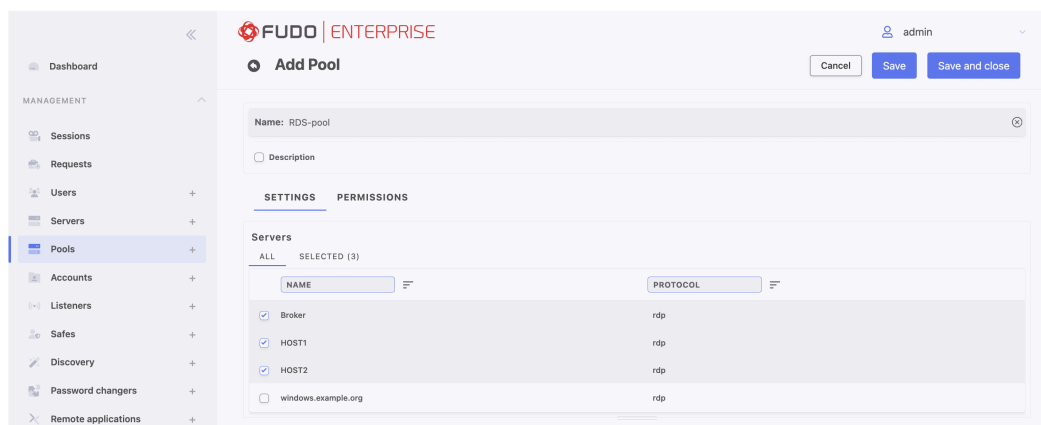 FUDO | ENTERPRISE
admin
Add Pool
Cancel
Save
Save and close
Dashboard
MANAGEMENT
Sessions
Requests
Users
Servers
Pools
Accounts
Listeners
Safes
Discovery
Password changers
Remote applications
Name: RDS-pool
Description
SETTINGS PERMISSIONS
Servers
ALL SELECTED (3)
NAME PROTOCOL
Broker rdp
HOST1 rdp
HOST2 rdp
windows.example.org rdp